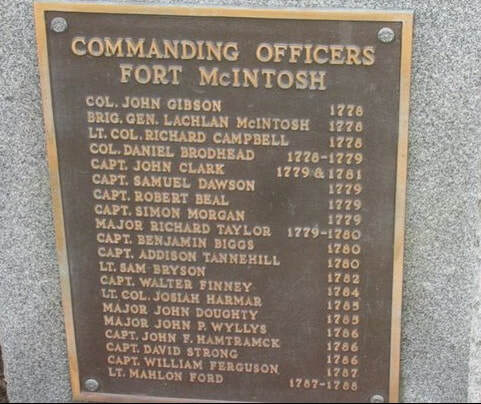 COMMANDING OFFICERS
FORT McINTOSH
COL. JOHN GIBSON 1778
BRIG. GEN. LACHLAN McINTOSH 1778
LT. COL. RICHARD CAMPBELL 1778
COL. DANIEL BRODHEAD 1778-1779
CAPT. JOHN CLARK 1779 & 1781
CAPT. SAMUEL DAWSON 1779
CAPT. ROBERT BEAL 1779
CAPT. SIMON MORGAN 1779
MAJOR RICHARD TAYLOR 1779-1780
CAPT. BENJAMIN BIGGS 1780
CAPT. ADDISON TANNEHILL 1780
LT. SAM BRYSON 1782
CAPT. WALTER FINNEY 1784
LT. COL. JOSIAH HARMAR 1785
MAJOR JOHN DOUGHTY 1785
MAJOR JOHN P. WYLLYS 1786
CAPT. JOHN F. HAMTRAMCK 1786
CAPT. DAVID STRONG 1786
CAPT. WILLIAM FERGUSON 1787
LT. MAHLON FORD 1787-1788